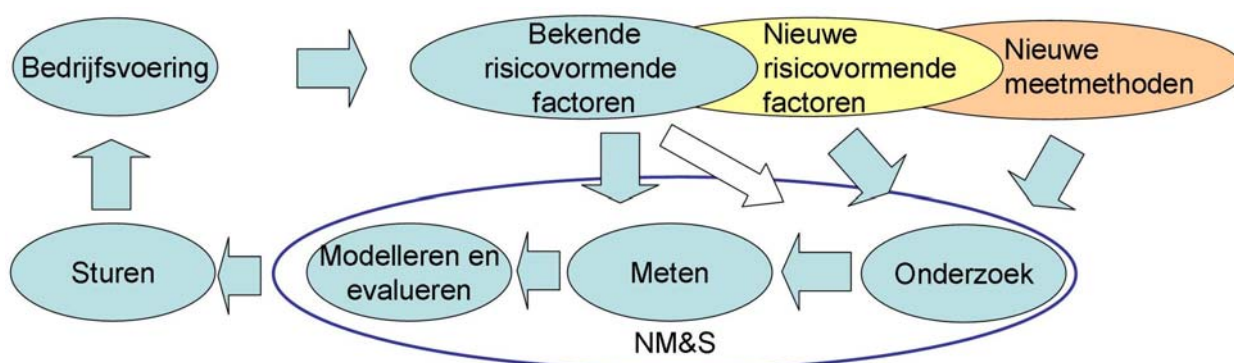 Bedrijfsvoering
Bekende
risicovormende
factoren
Nieuwe
risicovormende
factoren
Nieuwe
meetmethoden
Sturen
Modelleren en
evalueren
Meten
Onderzoek
NM&S